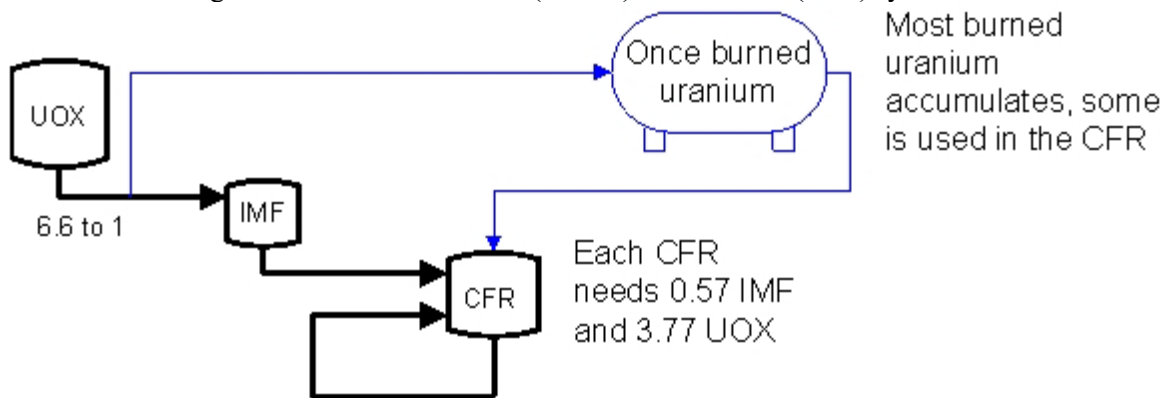 UOX
6.6 to 1
IMF
CFR
Once burned
uranium
Most burned
uranium
accumulates, some
is used in the CFR
Each CFR
needs 0.57 IMF
and 3.77 UOX